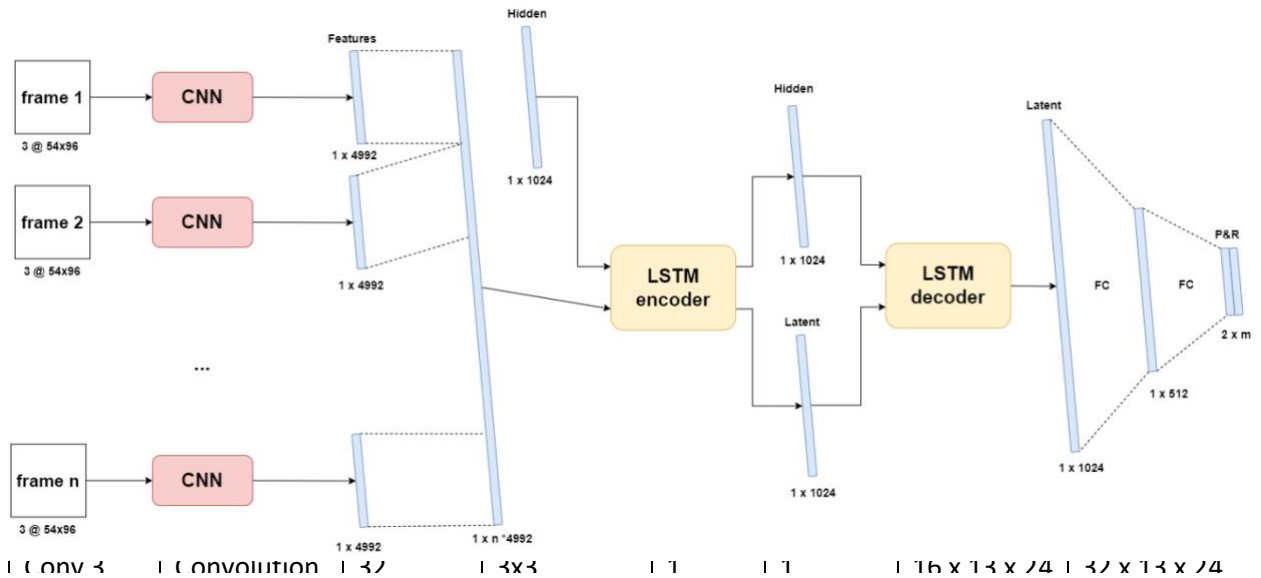 Hidden
Features
frame 1
CNN
3 @ 54x96
1 x 4992
1 x 1024
frame 2
CNN
3 @ 54x96
1 x 4992
...
frame n
CNN
3 @ 54x96
1 x 4992
1 x n *4992
LSTM
encoder
Hidden
1 x 1024
Latent
1 x 1024
LSTM
decoder
Latent
1 x 1024
FC
1 x 512
FC
P&R
2 x m
Conv 3 Convolution 32 3x3 1 1 16 x 13 x 24 32 x 13 x 24